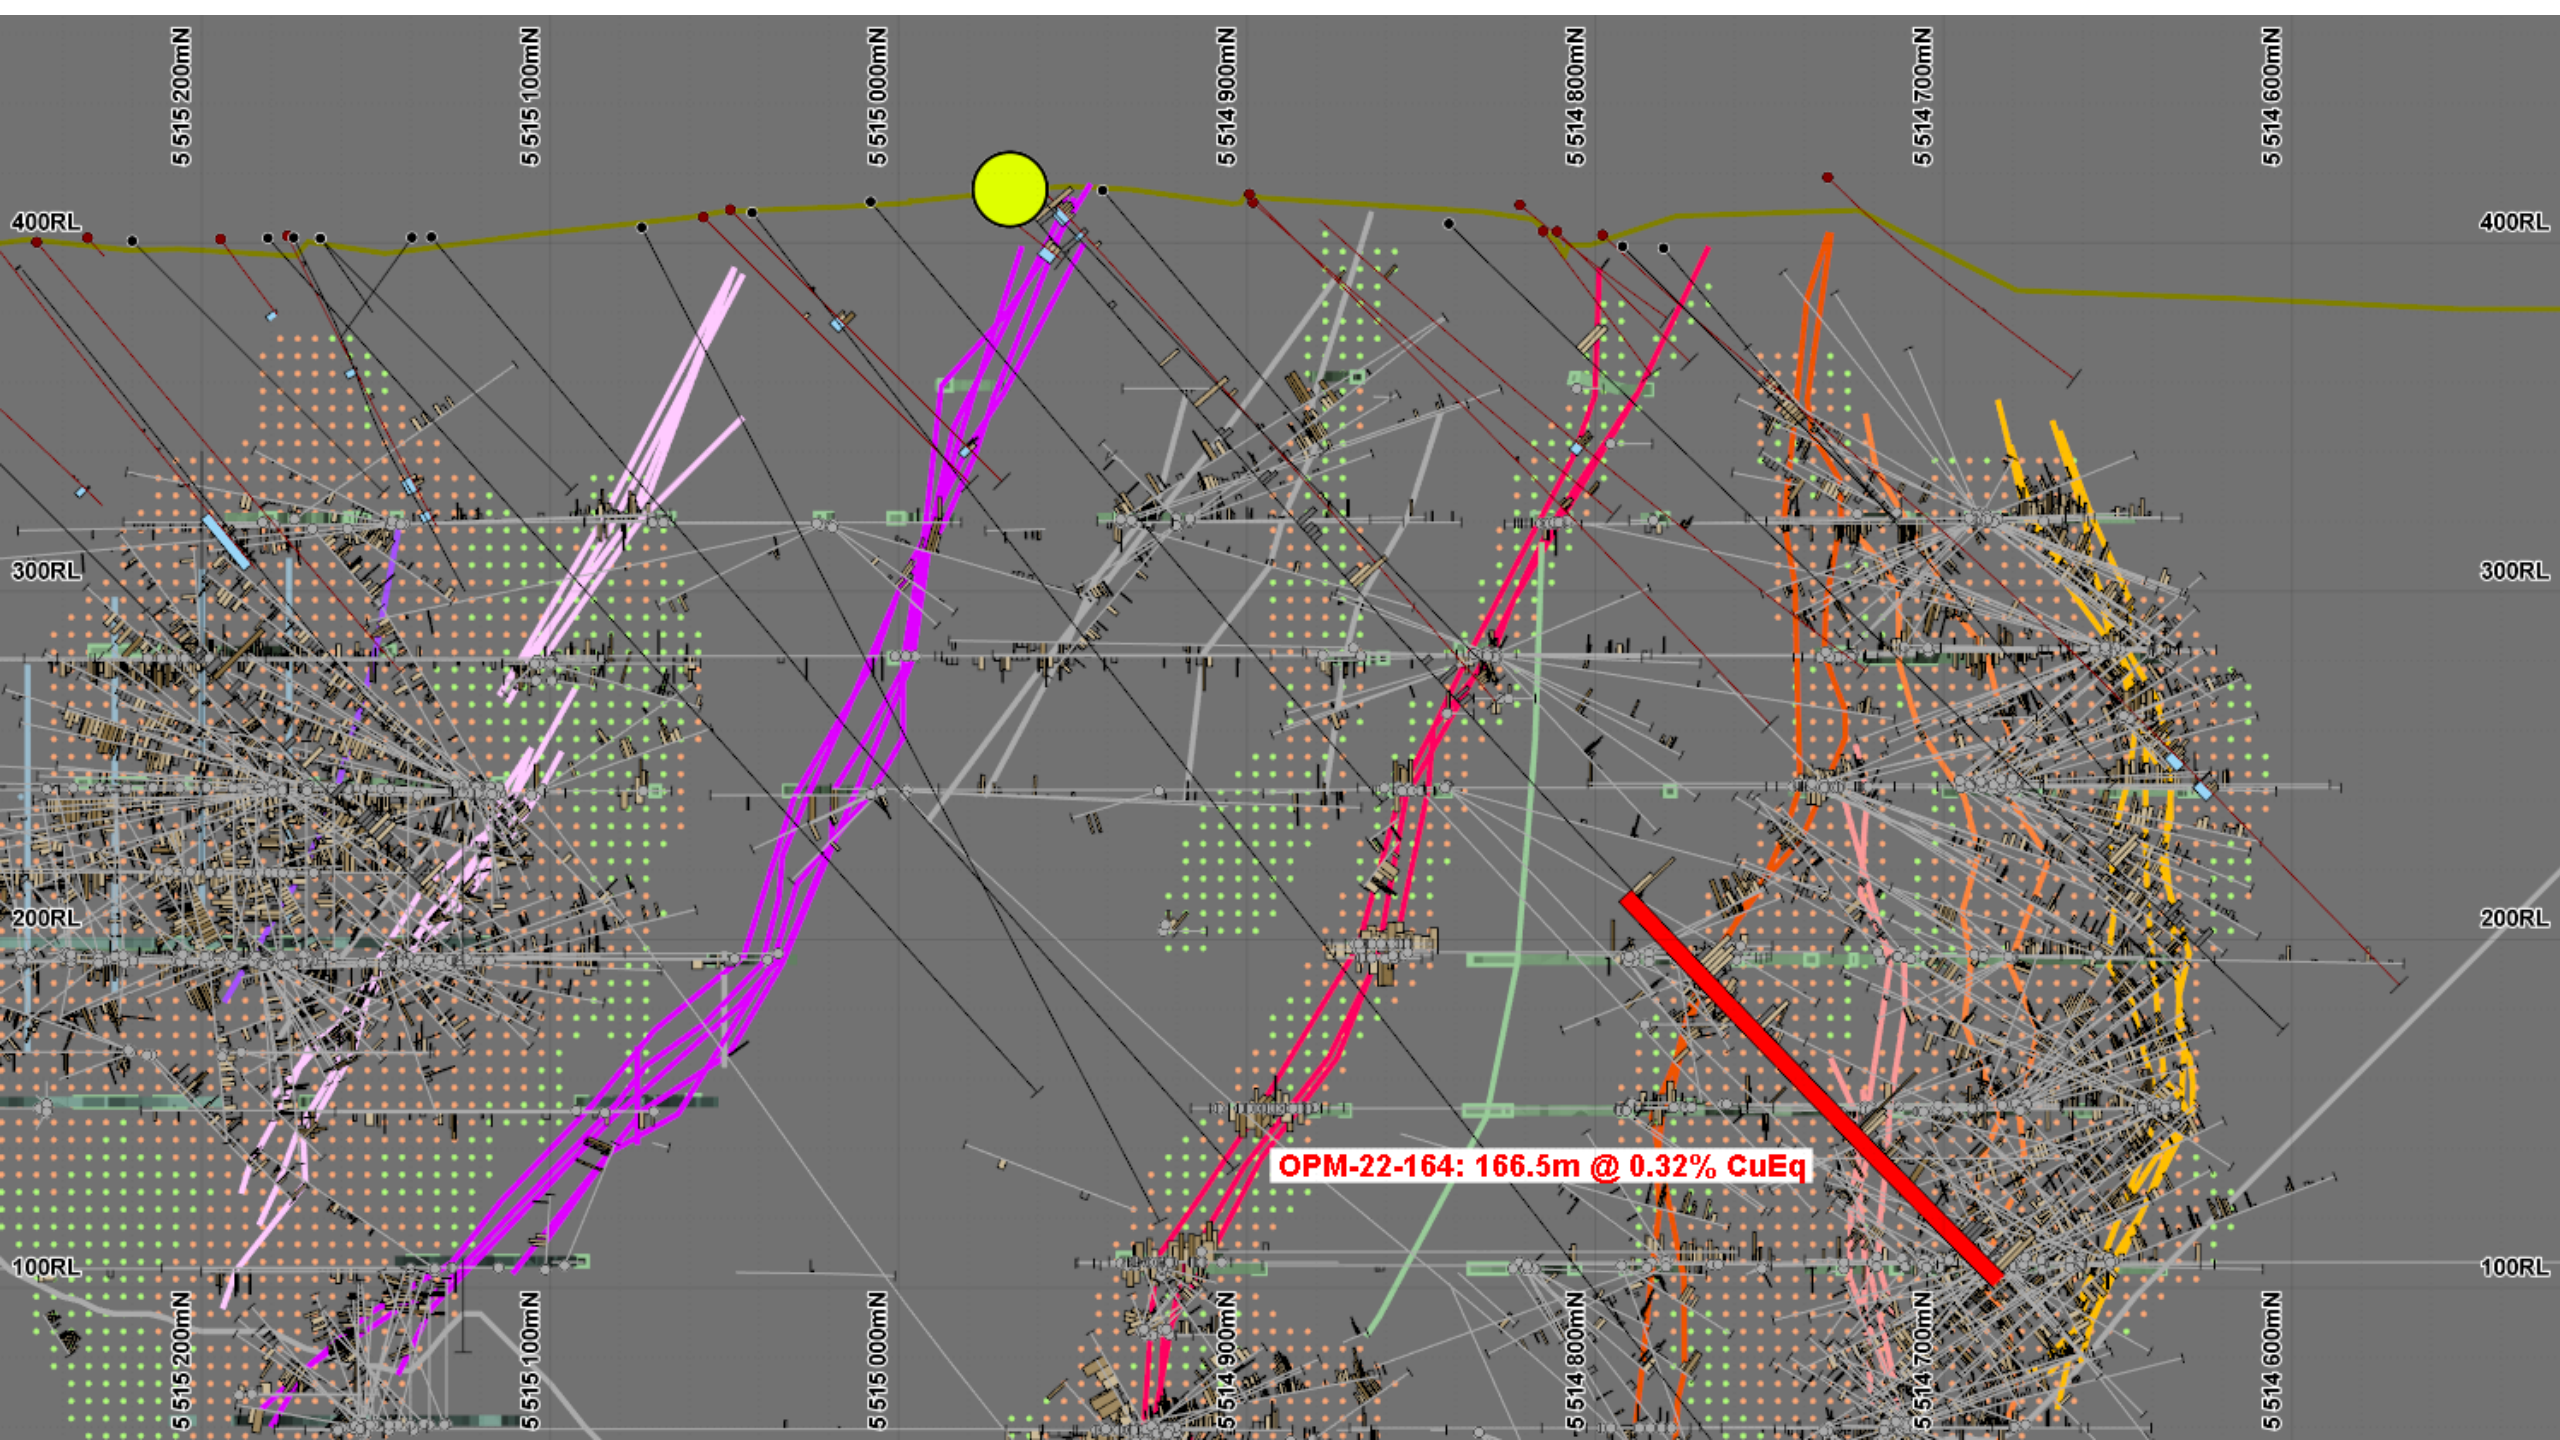 5 515 200mN
5 515 100mN
5 515 000mN
5 514 900mN
5 514 800mN
5 514 700mN
5 514 600mN
400RL
400RL
300RL
300RL
200RL
200RL
OPM-22-164: 166.5m @ 0.32% CuEq
100RL
100RL
5 515 200mN
5 515 100mN
5 515 000mN
5 514 900mN
5 514 800mN
5 514 700mN
5 514 600mN